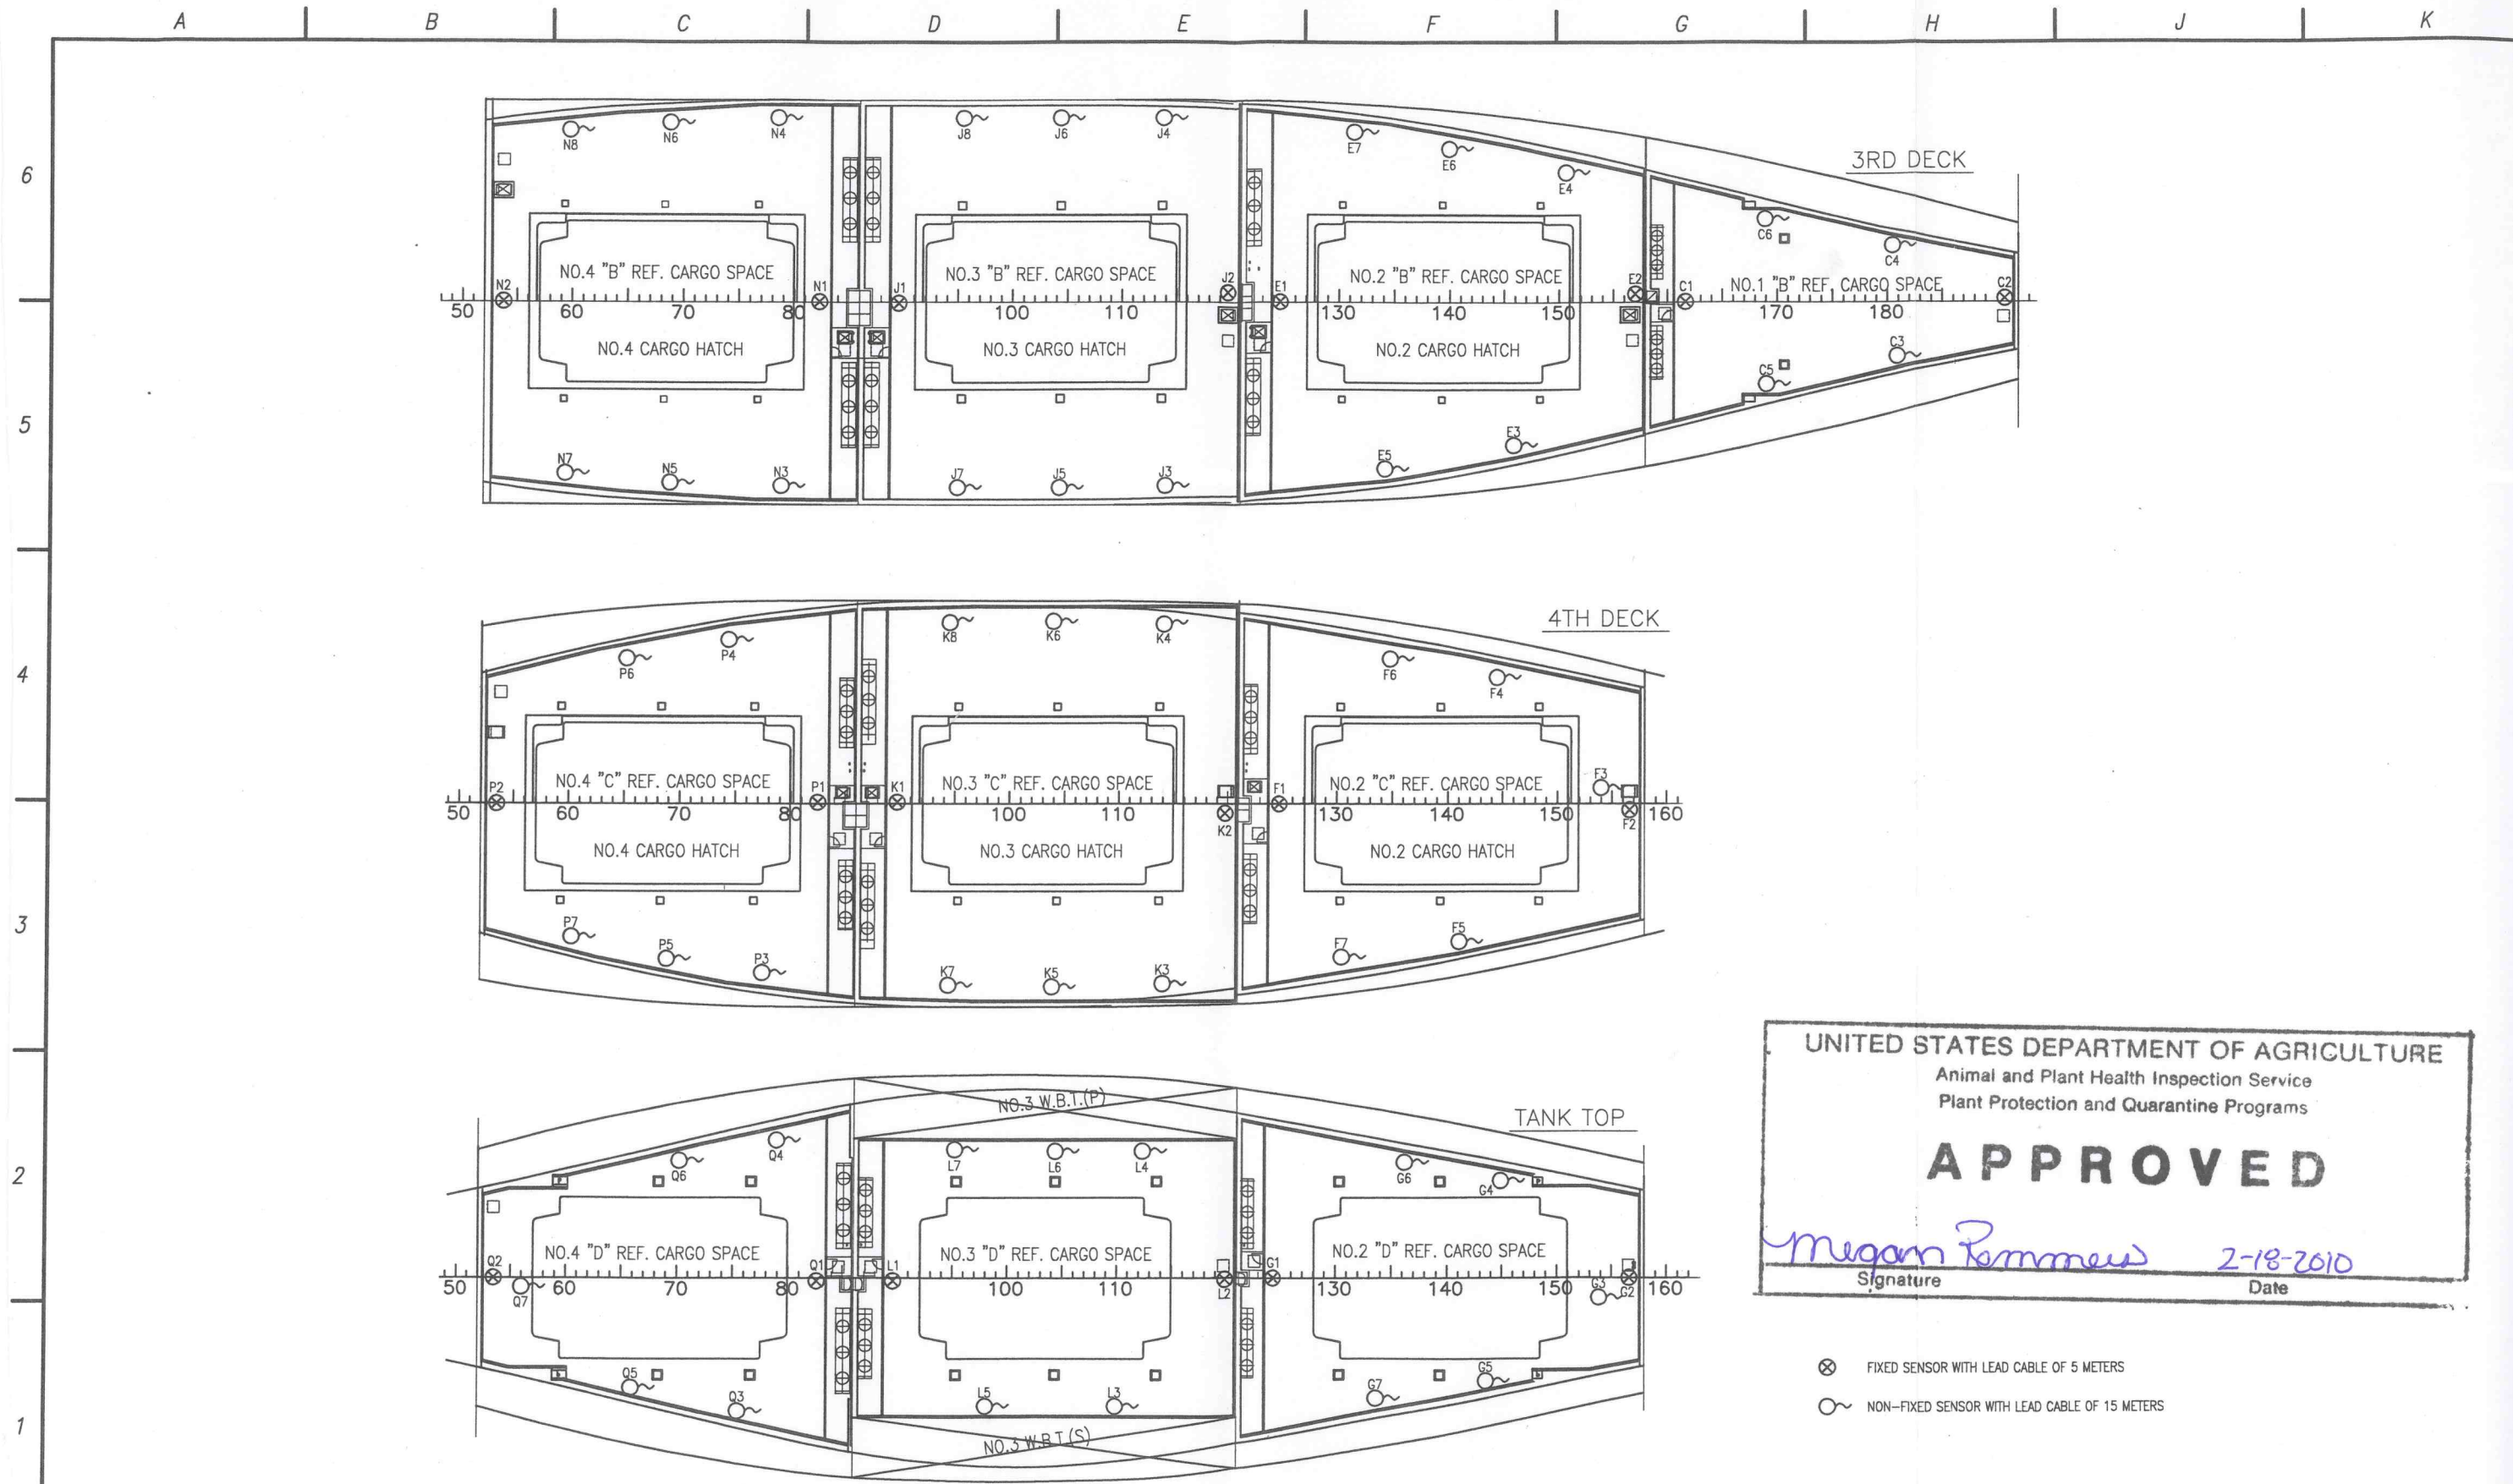 A B C D E F G H J K
6
5
4
3
2
1
3RD DECK
N8 N6 N4 J8 J6 J4 E7 E6 E4 C6 C4
NO.4 "B" REF. CARGO SPACE
NO.3 "B" REF. CARGO SPACE
NO.2 "B" REF. CARGO SPACE
NO.1 "B" REF. CARGO SPACE
N2 N1 J1 J2 E1 E2 C1 C2
50 60 70 80 100 110 130 140 150 170 180
NO.4 CARGO HATCH
NO.3 CARGO HATCH
NO.2 CARGO HATCH
C3
C5
N7 N5 N3 J7 J5 J3 E5 E3
4TH DECK
P6 P4 K8 K6 K4 F6 F4
NO.4 "C" REF. CARGO SPACE
NO.3 "C" REF. CARGO SPACE
NO.2 "C" REF. CARGO SPACE
P2 P1 K1 K2 F1 F3 F2
50 60 70 80 100 110 130 140 150 160
NO.4 CARGO HATCH
NO.3 CARGO HATCH
NO.2 CARGO HATCH
P7 P5 P3 K7 K5 K3 F7 F5
TANK TOP
NO.3 W.B.T.(P)
Q6 Q4 L7 L6 L4 G6 G4
NO.4 "D" REF. CARGO SPACE
NO.3 "D" REF. CARGO SPACE
NO.2 "D" REF. CARGO SPACE
Q2 Q7 Q1 L1 L2 G1 G3 G2
50 60 70 80 100 110 130 140 150 160
Q5 Q3 L5 L3 G7 G5
NO.3 W.B.T.(S)
UNITED STATES DEPARTMENT OF AGRICULTURE
Animal and Plant Health Inspection Service
Plant Protection and Quarantine Programs
APPROVED
Megan 2-18-2010
Signature Date
FIXED SENSOR WITH LEAD CABLE OF 5 METERS
NON-FIXED SENSOR WITH LEAD CABLE OF 15 METERS